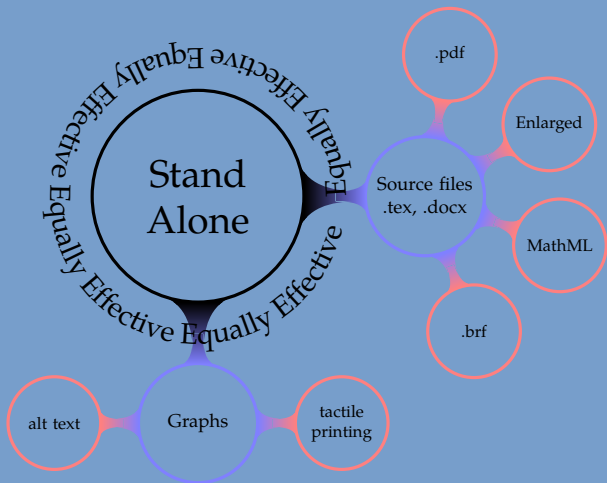 Equally Effective Equally Effective Equally Effective Equally Effective
Stand
Alone
.pdf
Enlarged
Source files
.tex, .docx
MathML
.brf
Graphs
alt text
tactile
printing